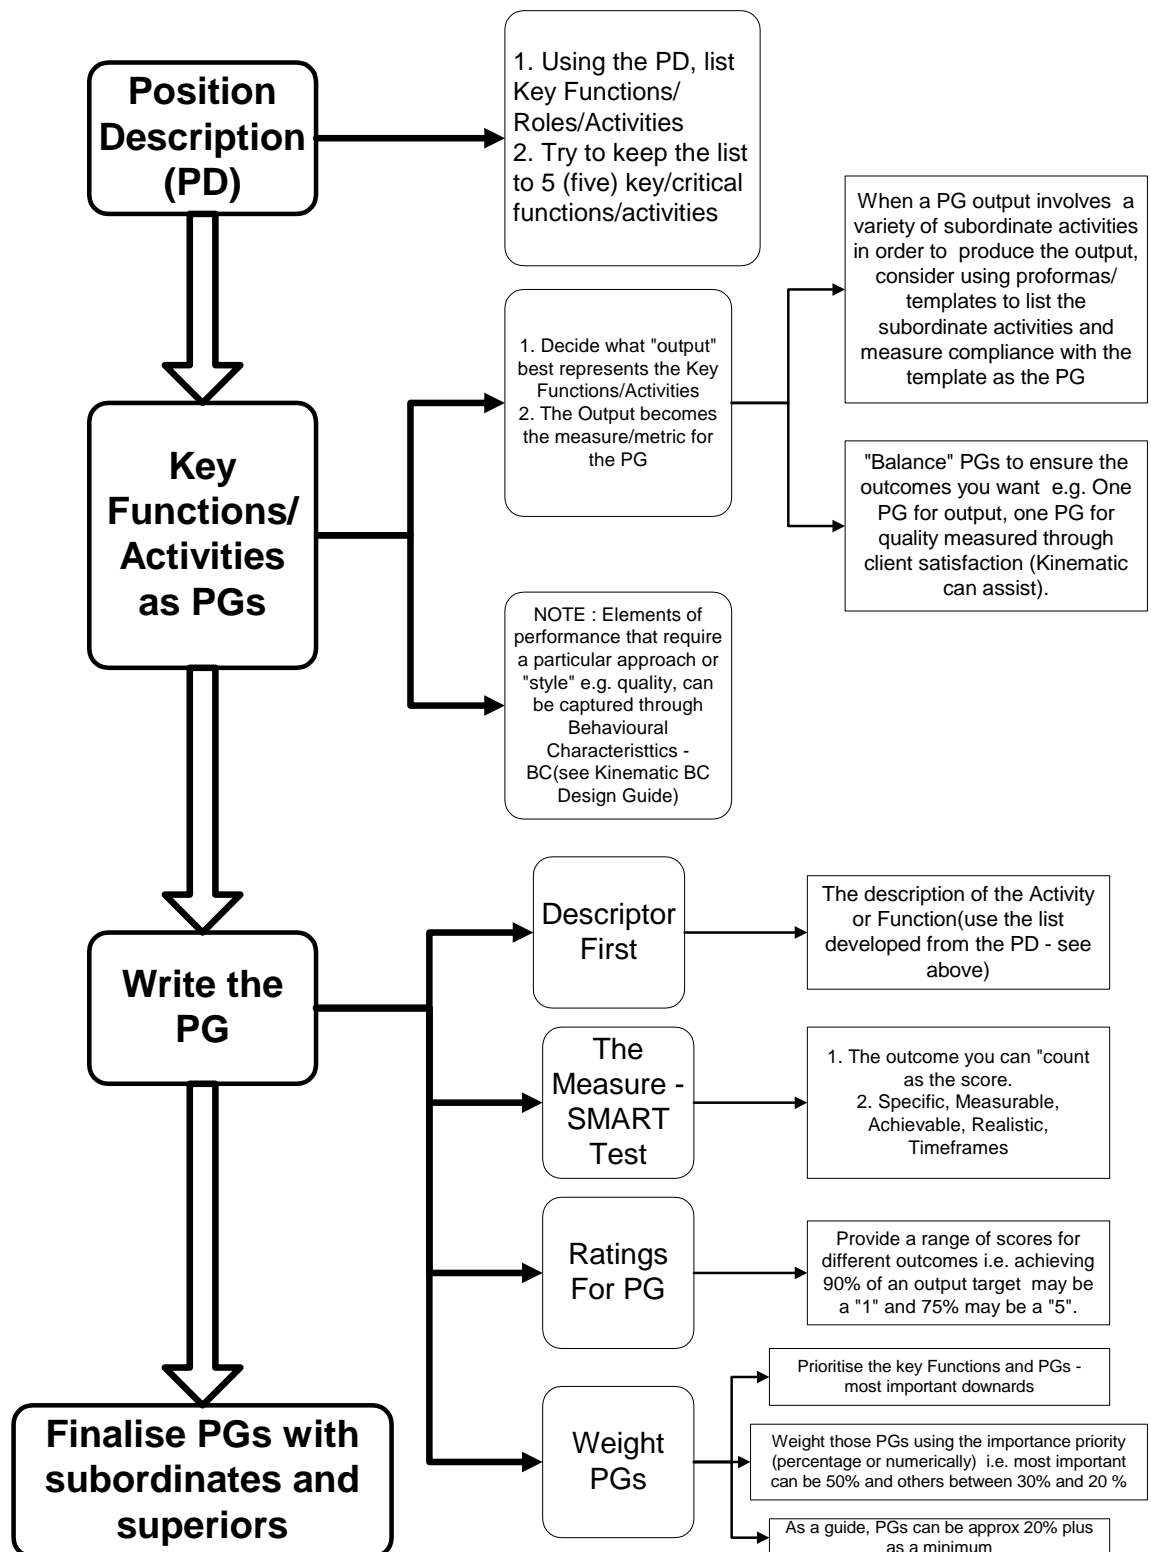 Position
Description
(PD)
1. Using the PD, list
Key Functions/
Roles/Activities
2. Try to keep the list
to 5 (five) key/critical
functions/activities
When a PG output involves  a
variety of subordinate activities
in order to  produce the output,
consider using proformas/
templates to list the
subordinate activities and
measure compliance with the
template as the PG
1. Decide what "output"
best represents the Key
Functions/Activities
2. The Output becomes
the measure/metric for
the PG
Key
Functions/
Activities
as PGs
"Balance" PGs to ensure the
outcomes you want  e.g. One
PG for output, one PG for
quality measured through
client satisfaction (Kinematic
can assist).
NOTE : Elements of
performance that require
a particular approach or
"style" e.g. quality, can
be captured through
Behavioural
Characteristtics -
BC(see Kinematic BC
Design Guide)
Write the
PG
Descriptor
First
The description of the Activity
or Function(use the list
developed from the PD - see
above)
The
Measure -
SMART
Test
1. The outcome you can "count
as the score.
2. Specific, Measurable,
Achievable, Realistic,
Timeframes
Ratings
For PG
Provide a range of scores for
different outcomes i.e. achieving
90% of an output target  may be
a "1" and 75% may be a "5".
Weight
PGs
Prioritise the key Functions and PGs -
most important downards
Weight those PGs using the importance priority
(percentage or numerically)  i.e. most important
can be 50% and others between 30% and 20 %
As a guide, PGs can be approx 20% plus
as a minimum
Finalise PGs with
subordinates and
superiors